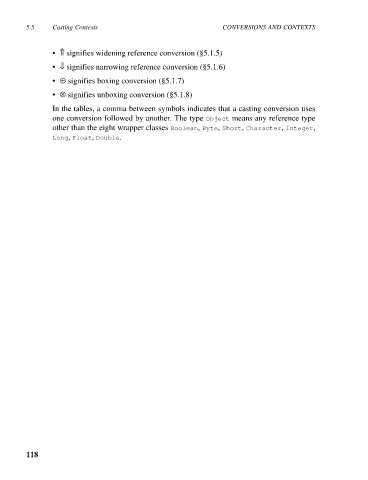 5.5 Casting Contexts CONVERSIONS AND CONTEXTS
• ⇑ signifies widening reference conversion (§5.1.5)
• ⇓ signifies narrowing reference conversion (§5.1.6)
• ⊕ signifies boxing conversion (§5.1.7)
• ⊗ signifies unboxing conversion (§5.1.8)
In the tables, a comma between symbols indicates that a casting conversion uses
one conversion followed by another. The type Object means any reference type
other than the eight wrapper classes Boolean, Byte, Short, Character, Integer,
Long, Float, Double.
118